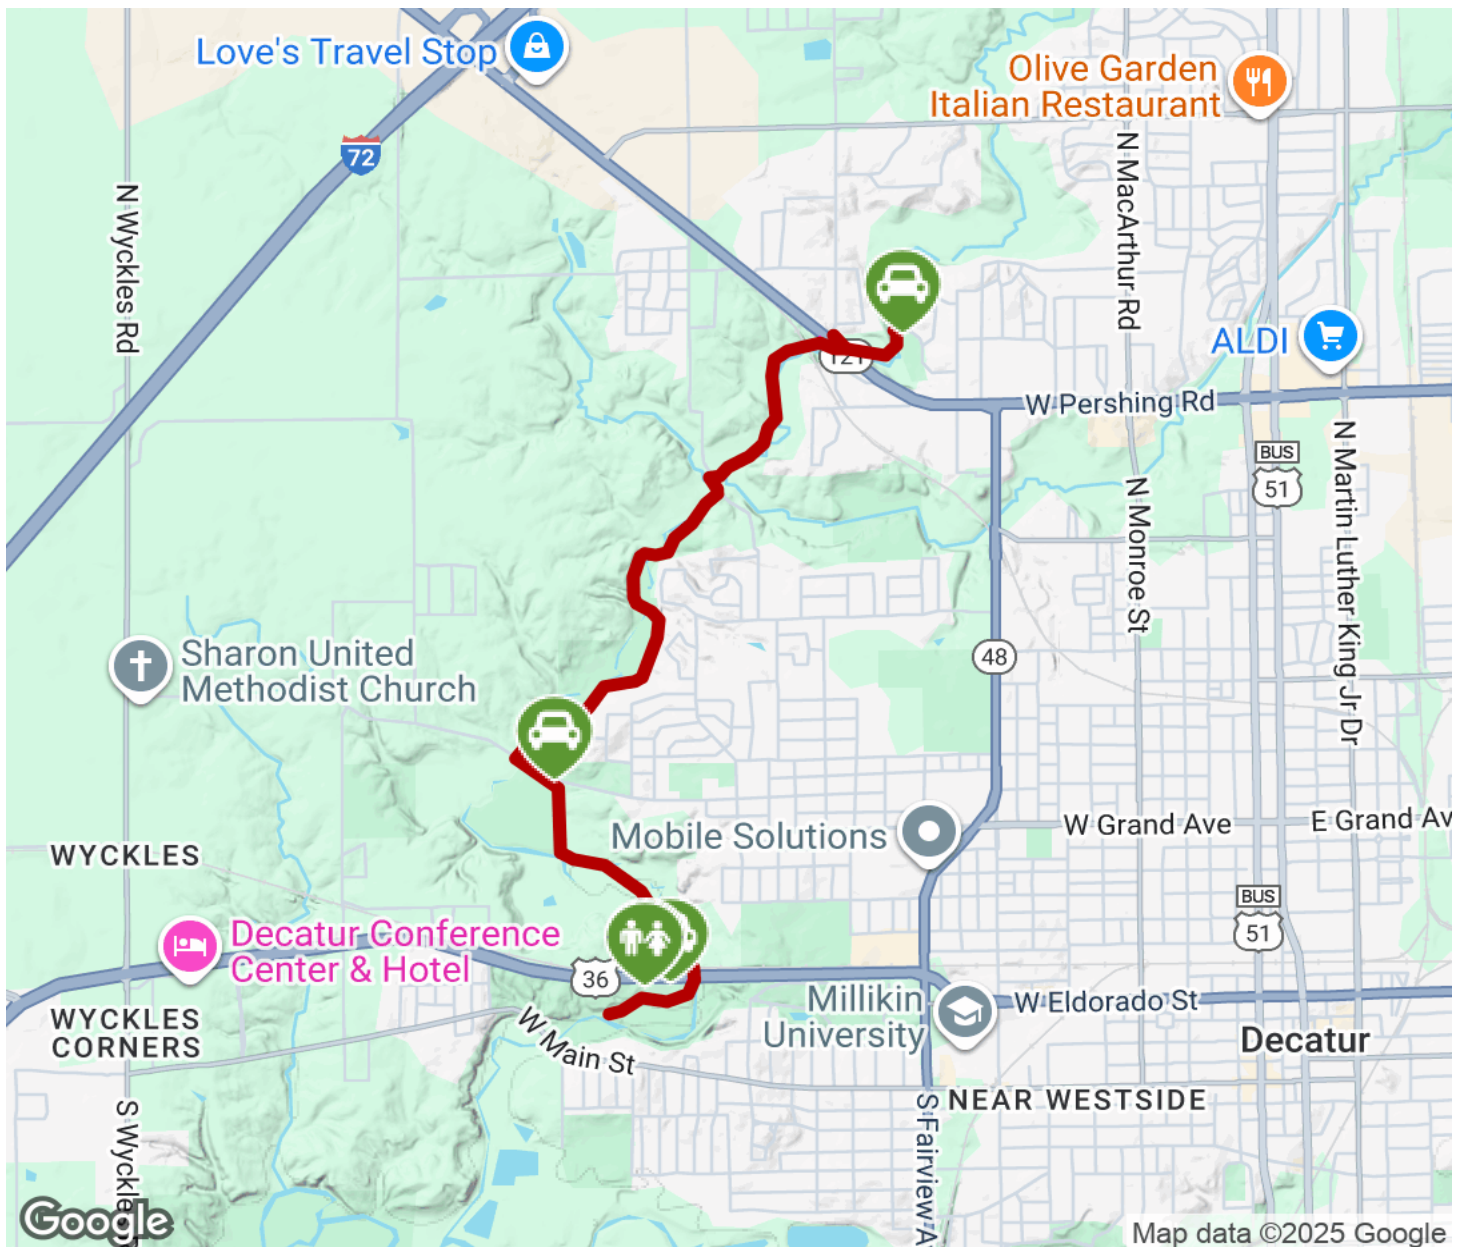 Love's Travel Stop
Olive Garden
Italian Restaurant
72
N Wyckles Rd
N MacArthur Rd
ALDI
121
W Pershing Rd
BUS
51
N Martin Luther King Jr Dr
N Monroe St
Sharon United
Methodist Church
48
Mobile Solutions
W Grand Ave
E Grand Av
WYCKLES
BUS
51
Decatur Conference
Center & Hotel
36
Millikin
University
W Eldorado St
WYCKLES
CORNERS
W Main St
Decatur
NEAR WESTSIDE
S Wyckles
S Fairview A
Google
Map data ©2025 Google